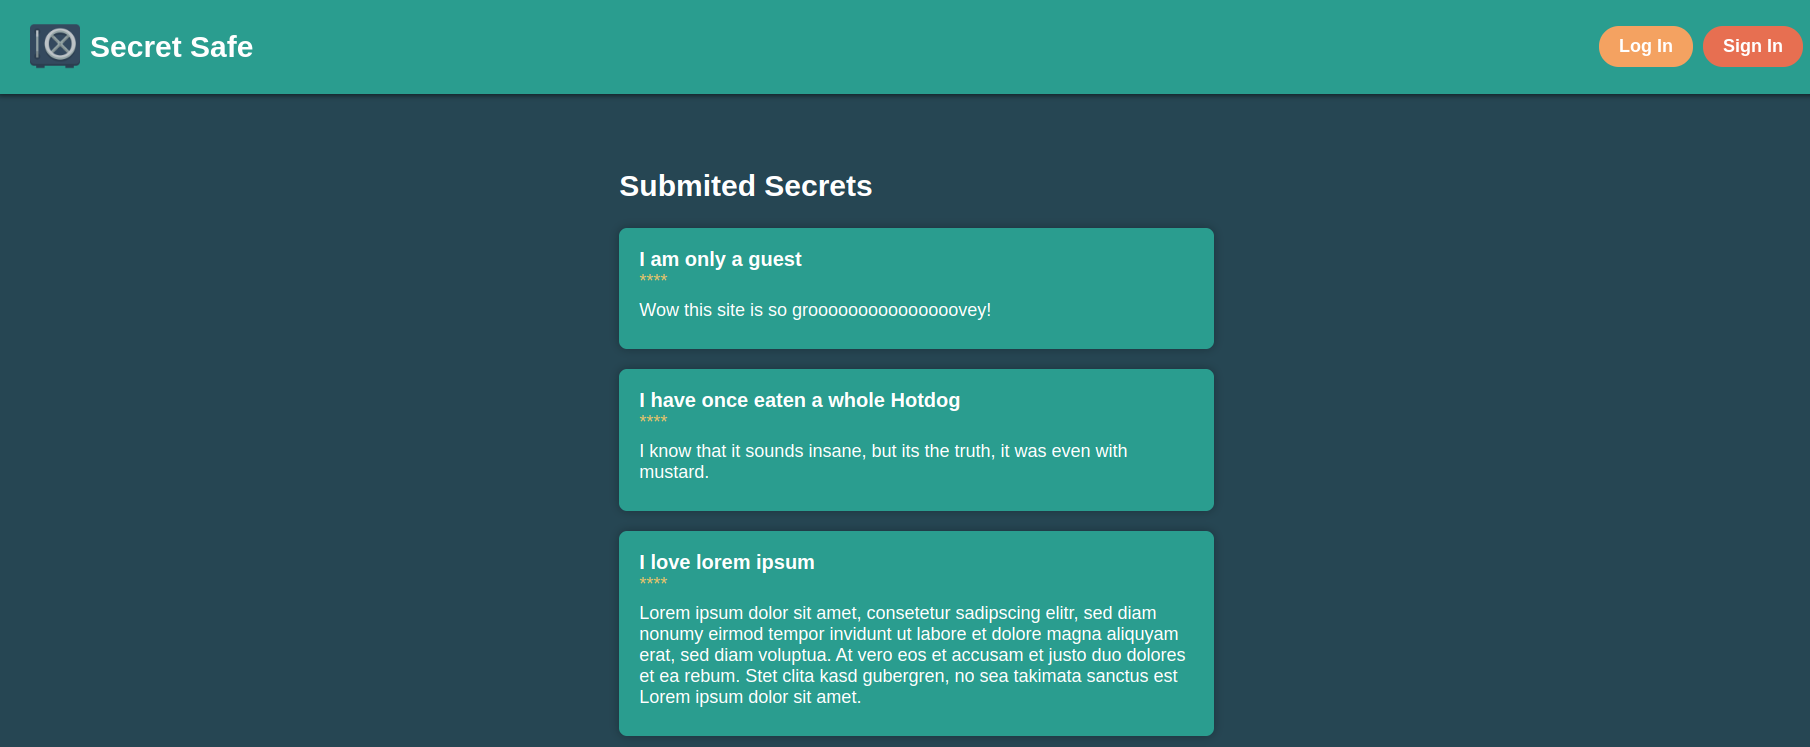 Secret Safe
Log In
Sign In
Submited Secrets
I am only a guest
****
Wow this site is so grooooooooooooooovey!
I have once eaten a whole Hotdog
****
I know that it sounds insane, but its the truth, it was even with
mustard.
I love lorem ipsum
****
Lorem ipsum dolor sit amet, consetetur sadipscing elitr, sed diam
nonumy eirmod tempor invidunt ut labore et dolore magna aliquyam
erat, sed diam voluptua. At vero eos et accusam et justo duo dolores
et ea rebum. Stet clita kasd gubergren, no sea takimata sanctus est
Lorem ipsum dolor sit amet.